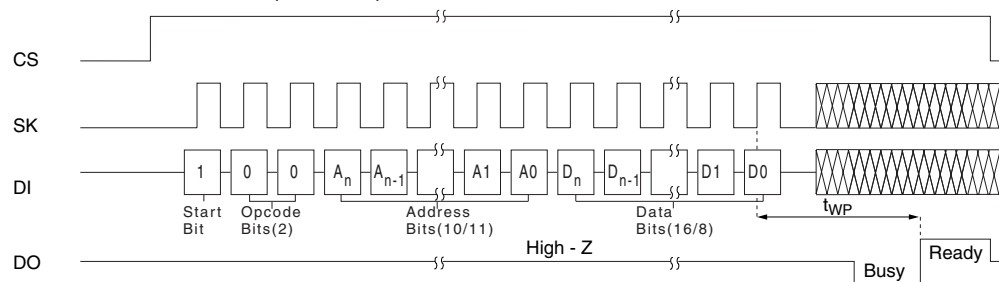 CS
SK
DI
1 0 0 An An-1 A1 A0 Dn Dn-1 D1 D0
Start Bit
Opcode Bits(2)
Address Bits(10/11)
Data Bits(16/8)
tWP
High - Z
DO
Busy
Ready